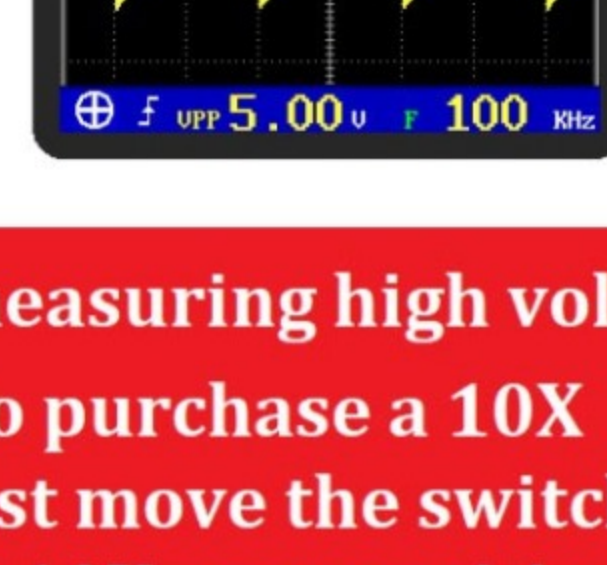 VPP 5.00 V F 100 KHz
easuring high vol
o purchase a 10X
st move the switc